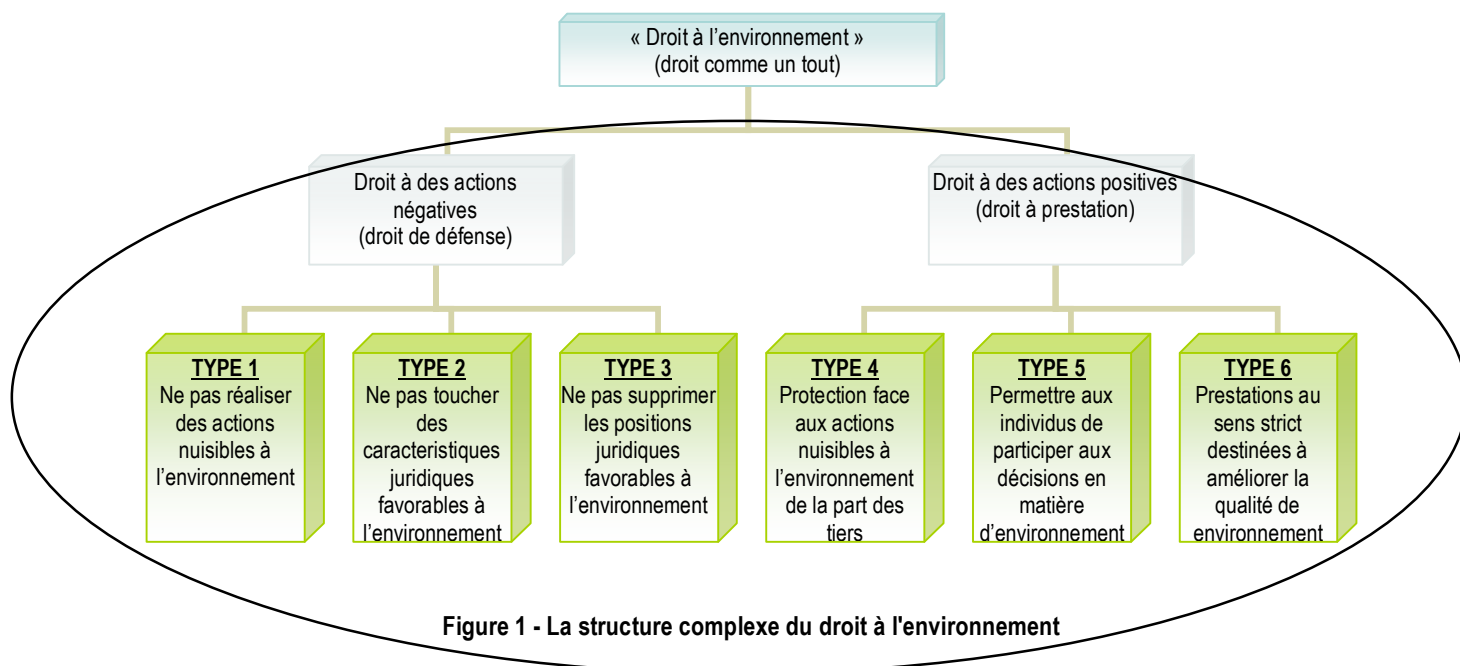 « Droit à l’environnement »
(droit comme un tout)
Droit à des actions
négatives
(droit de défense)
Droit à des actions positives
(droit à prestation)
TYPE 1
Ne pas réaliser
des actions
nuisibles à
l’environnement
TYPE 2
Ne pas toucher
des
caracteristiques
juridiques
favorables à
l’environnement
TYPE 3
Ne pas supprimer
les positions
juridiques
favorables à
l’environnement
TYPE 4
Protection face
aux actions
nuisibles à
l’environnement
de la part des
tiers
TYPE 5
Permettre aux
individus de
participer aux
décisions en
matière
d’environnement
TYPE 6
Prestations au
sens strict
destinées à
améliorer la
qualité de
environnement
Figure 1 - La structure complexe du droit à l'environnement